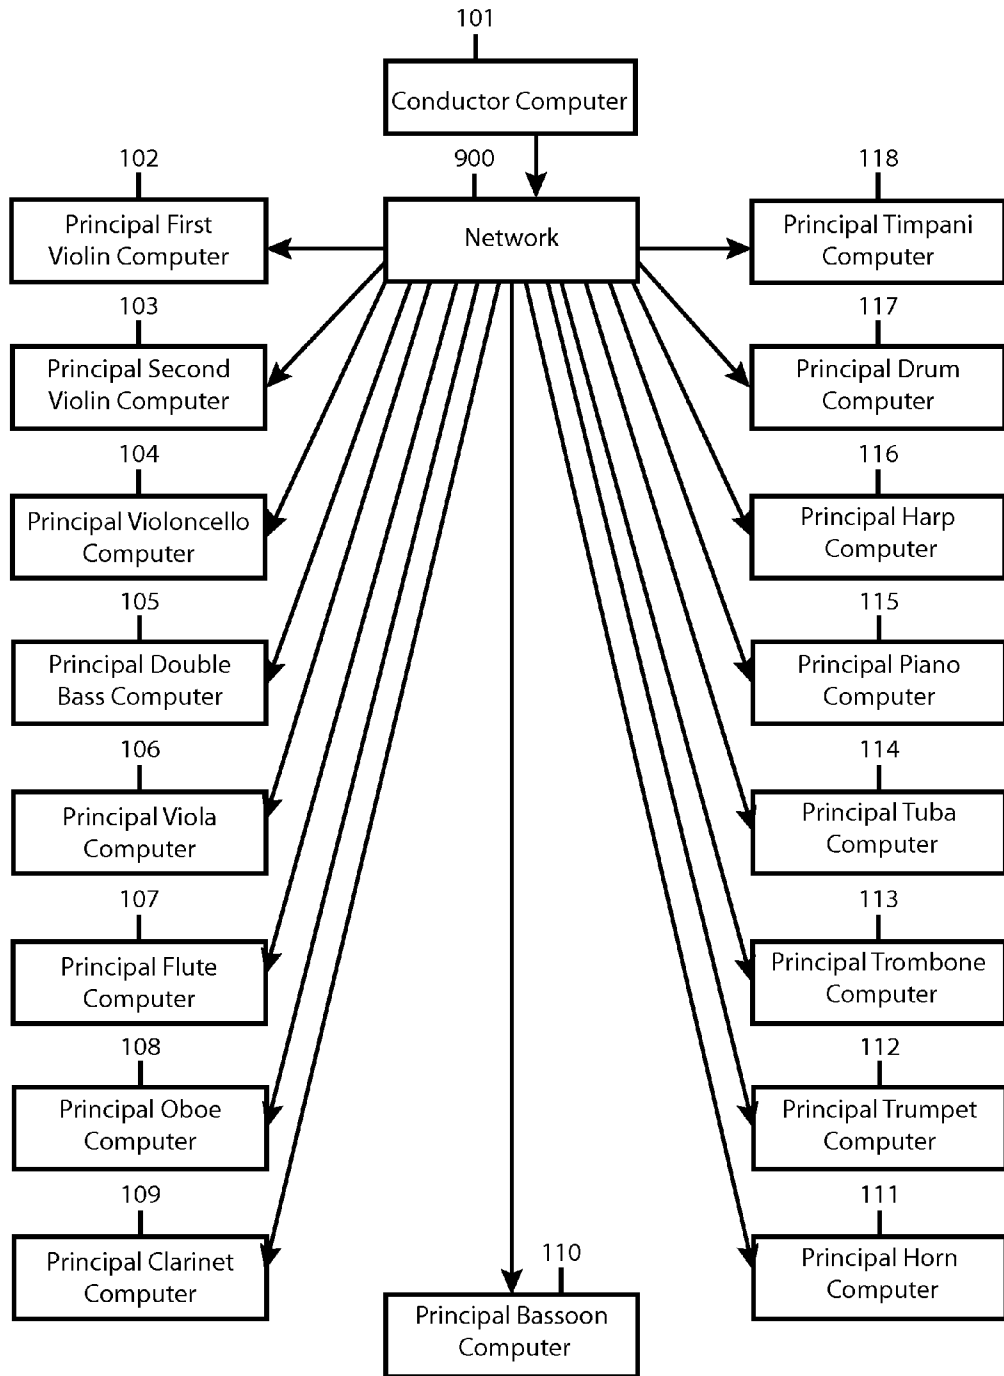 101
Conductor Computer
102
900
118
Principal First
Violin Computer
Network
Principal Timpani
Computer
103
117
Principal Second
Violin Computer
Principal Drum
Computer
104
116
Principal Violoncello
Computer
Principal Harp
Computer
105
115
Principal Double
Bass Computer
Principal Piano
Computer
106
114
Principal Viola
Computer
Principal Tuba
Computer
107
113
Principal Flute
Computer
Principal Trombone
Computer
108
112
Principal Oboe
Computer
Principal Trumpet
Computer
109
111
Principal Clarinet
Computer
Principal Horn
Computer
110
Principal Bassoon
Computer